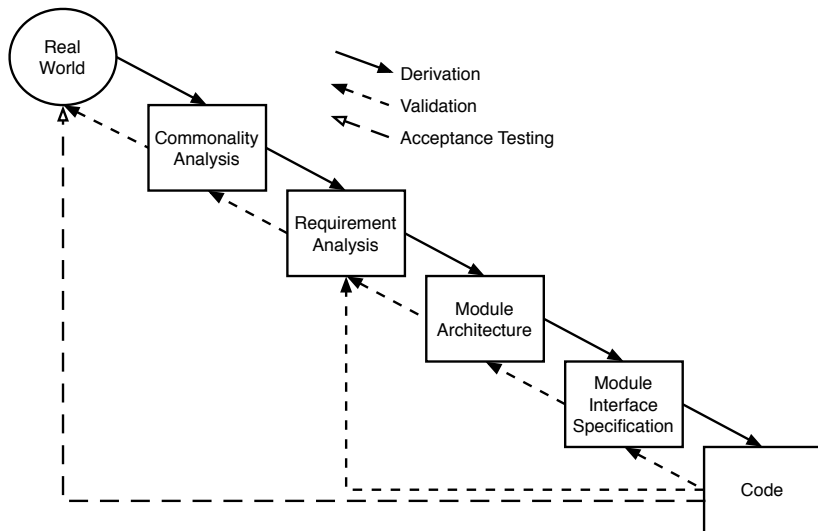 Real
World
Derivation
Validation
Acceptance Testing
Commonality
Analysis
Requirement
Analysis
Module
Architecture
Module
Interface
Specification
Code